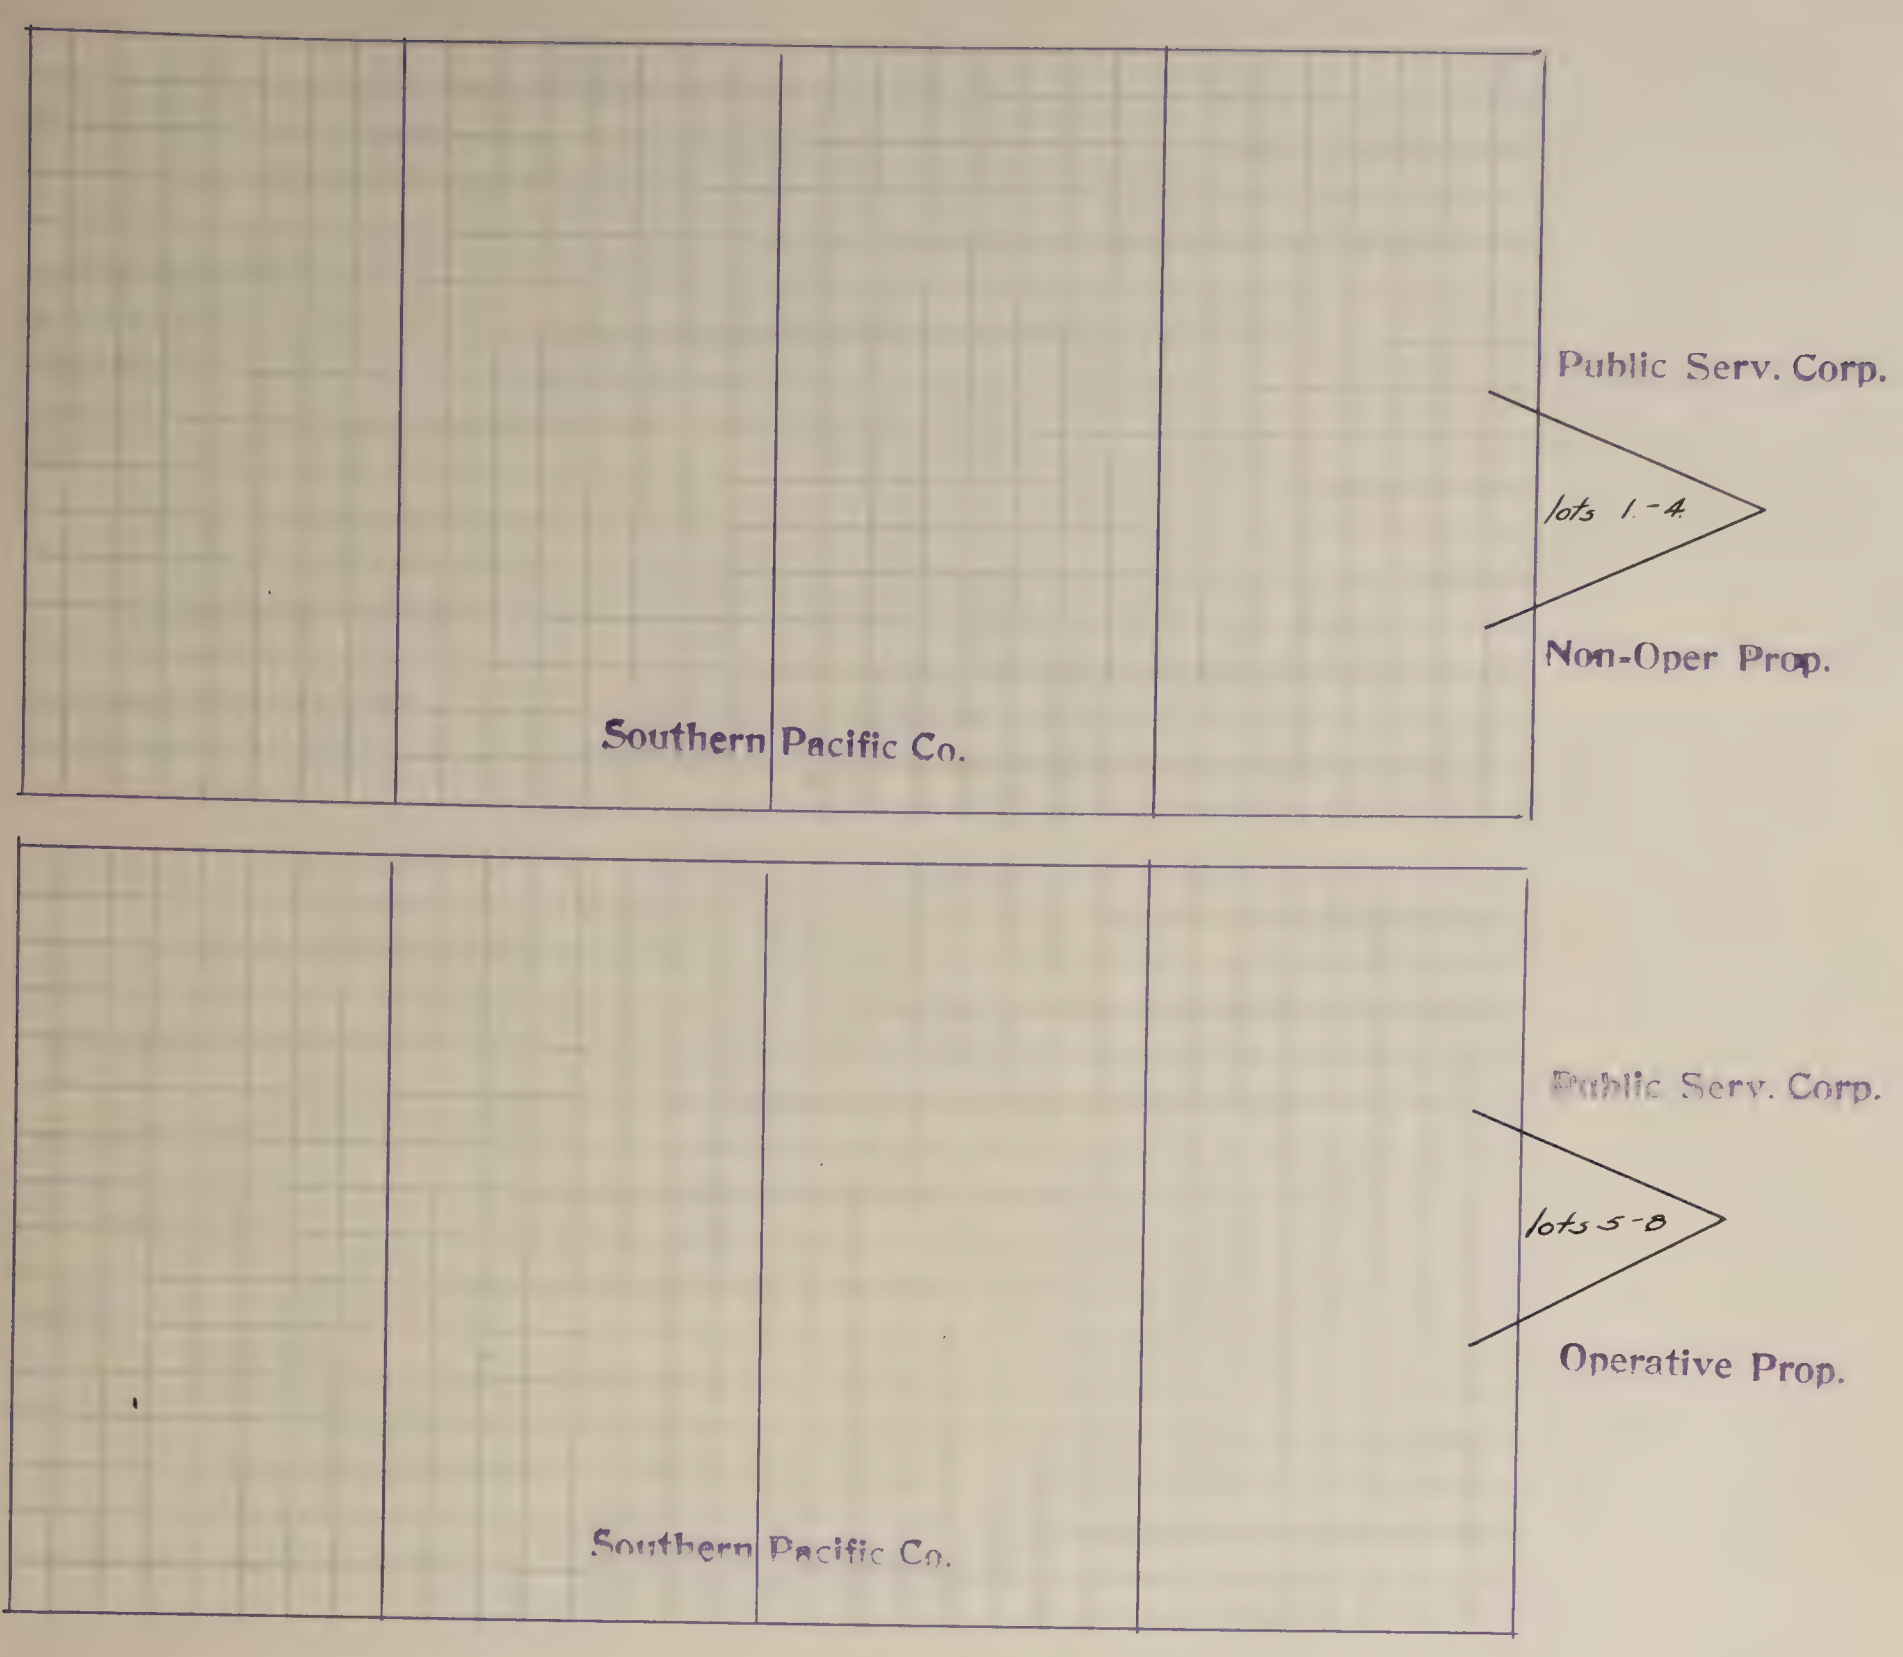 Public Serv. Corp.
lots 1.-4.
Non-Oper Prop.
Southern Pacific Co.
Public Serv. Corp.
lots 5-8
Operative Prop.
Southern Pacific Co.